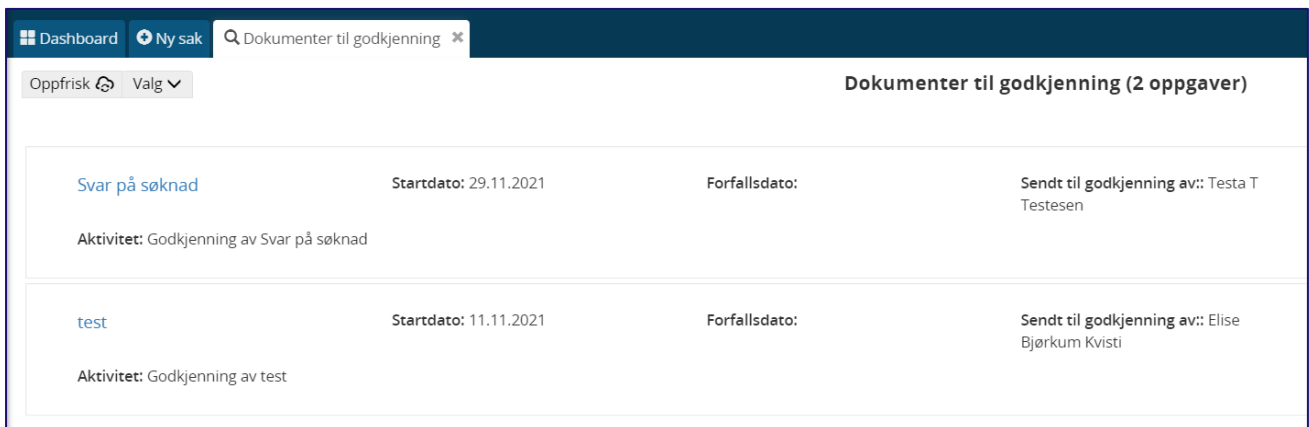 Dashboard Ny sak Dokumenter til godkjenning ×
Oppfrisk Valg Dokumenter til godkjenning (2 oppgaver)
Svar på søknad Startdato: 29.11.2021 Forfallsdato: Sendt til godkjenning av:: Testa T
Testesen
Aktivitet: Godkjenning av Svar på søknad
test Startdato: 11.11.2021 Forfallsdato: Sendt til godkjenning av:: Elise
Bjørkum Kvisti
Aktivitet: Godkjenning av test